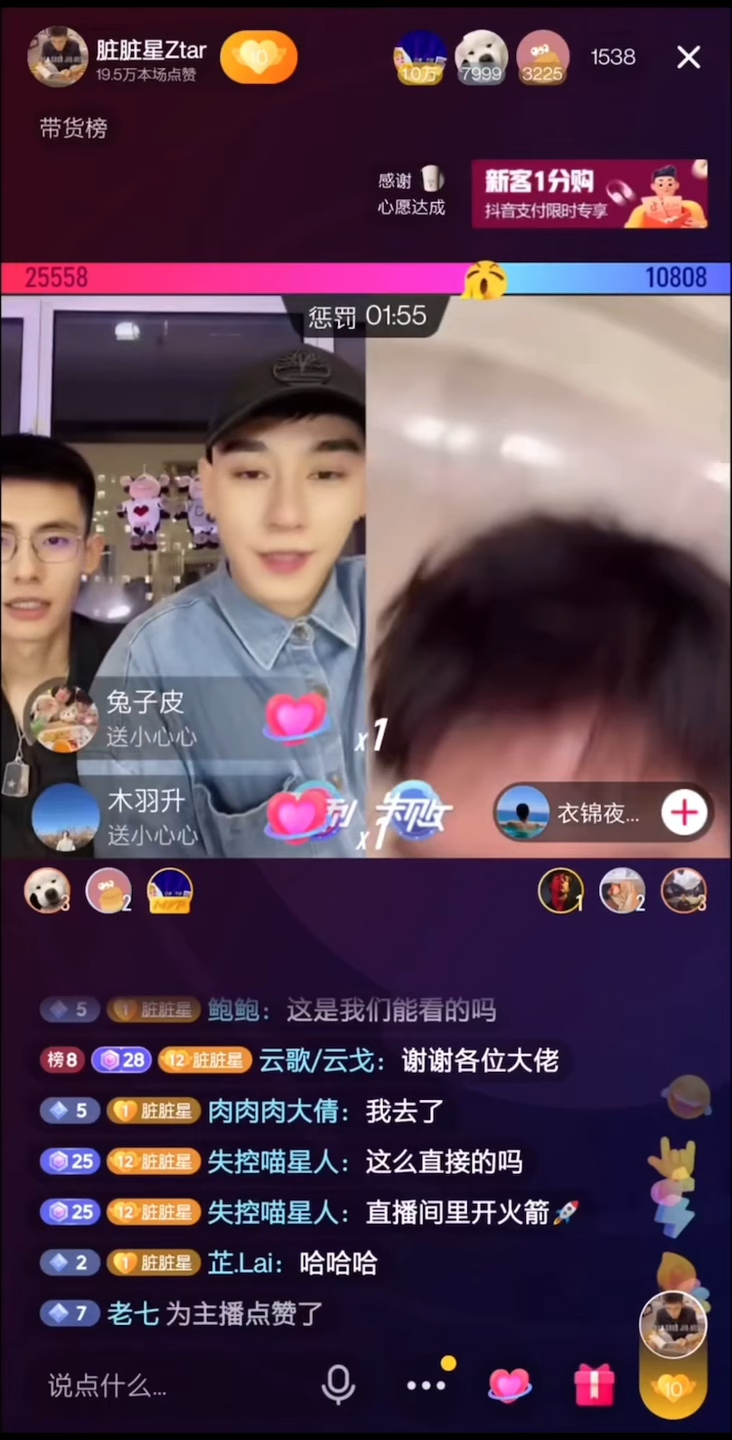 脏脏星Ztar
19.5万本场点赞
10
10万
7999
3225
1538
带货榜
感谢
心愿达成
新客1分购
抖音支付限时专享
25558
10808
惩罚 01:55
兔子皮
送小心心
x1
木羽升
送小心心
x1
失败
衣锦夜...
3
2
1
2
3
5 1 脏脏星 鲍鲍：这是我们能看的吗
榜8 28 12 脏脏星 云歌/云戈：谢谢各位大佬
5 1 脏脏星 肉肉肉大倩：我去了
25 12 脏脏星 失控喵星人：这么直接的吗
25 12 脏脏星 失控喵星人：直播间里开火箭🚀
2 1 脏脏星 芷.Lai：哈哈哈
7 老七 为主播点赞了
说点什么...
10